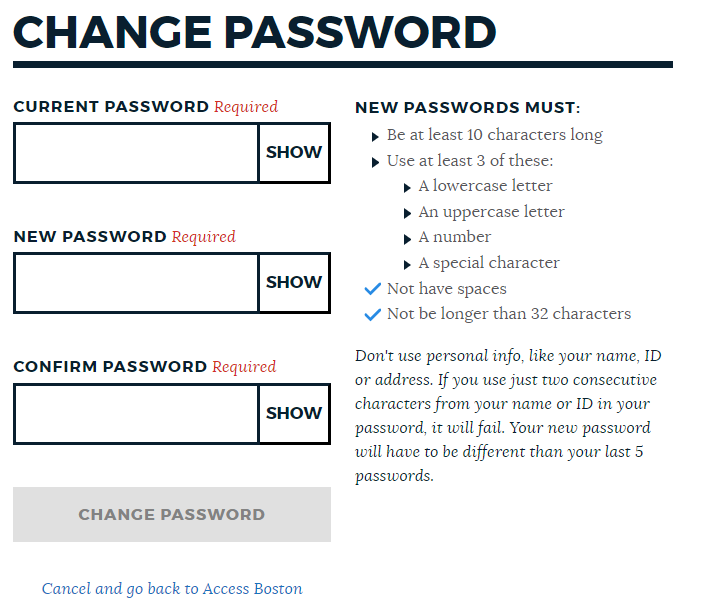 CHANGE PASSWORD
CURRENT PASSWORD Required
SHOW
NEW PASSWORD Required
SHOW
CONFIRM PASSWORD Required
SHOW
CHANGE PASSWORD
Cancel and go back to Access Boston
NEW PASSWORDS MUST:
Be at least 10 characters long
Use at least 3 of these:
A lowercase letter
An uppercase letter
A number
A special character
Not have spaces
Not be longer than 32 characters
Don't use personal info, like your name, ID
or address. If you use just two consecutive
characters from your name or ID in your
password, it will fail. Your new password
will have to be different than your last 5
passwords.